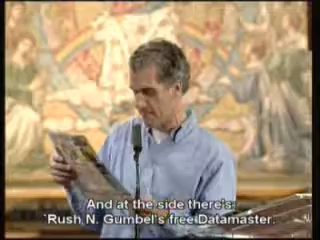 And at the side there's:
`Rush N. Gumbel's free Datamaster.